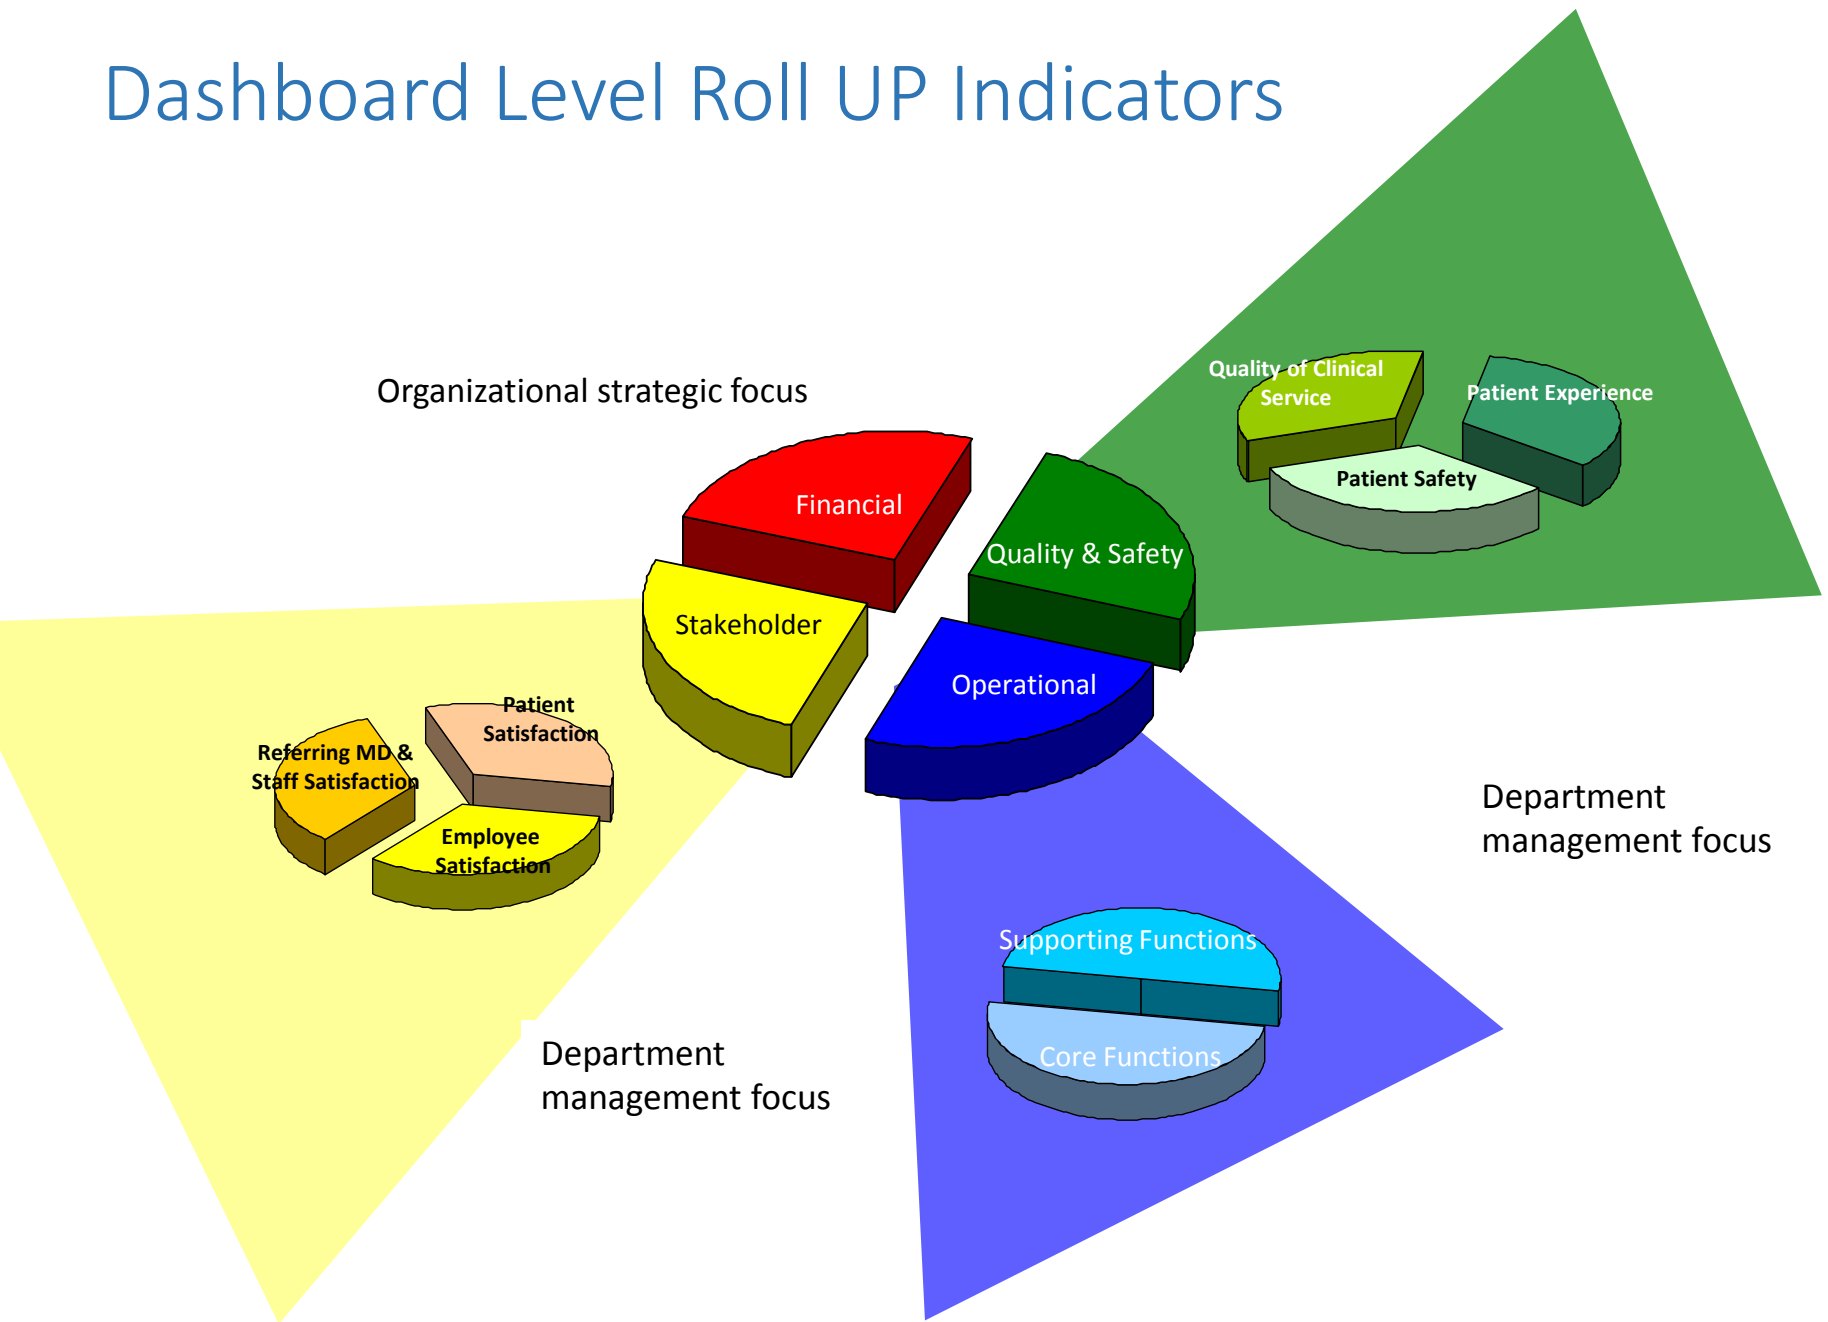 Dashboard Level Roll UP Indicators
Organizational strategic focus
Quality of Clinical
Service
Patient Experience
Patient Safety
Financial
Quality & Safety
Stakeholder
Operational
Patient
Satisfaction
Referring MD &
Staff Satisfaction
Employee
Satisfaction
Department
management focus
Supporting Functions
Core Functions
Department
management focus